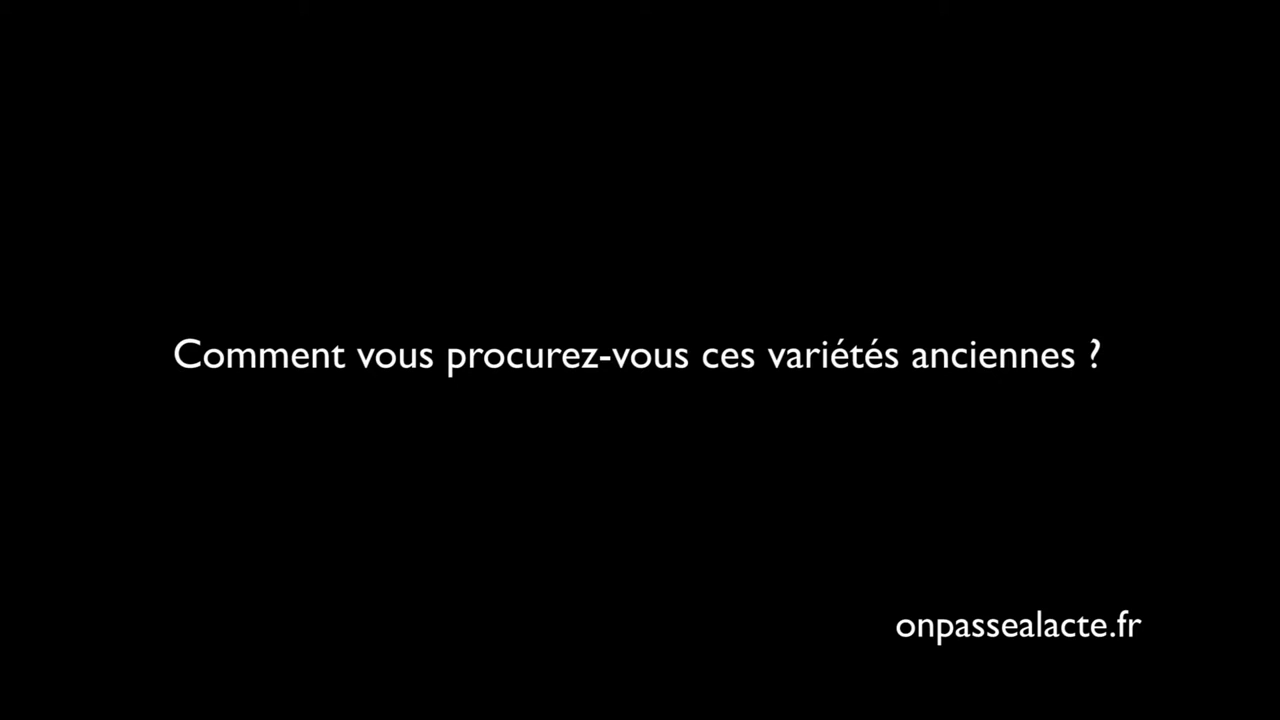 Comment vous procurez-vous ces variétés anciennes ?
onpassealacte.fr